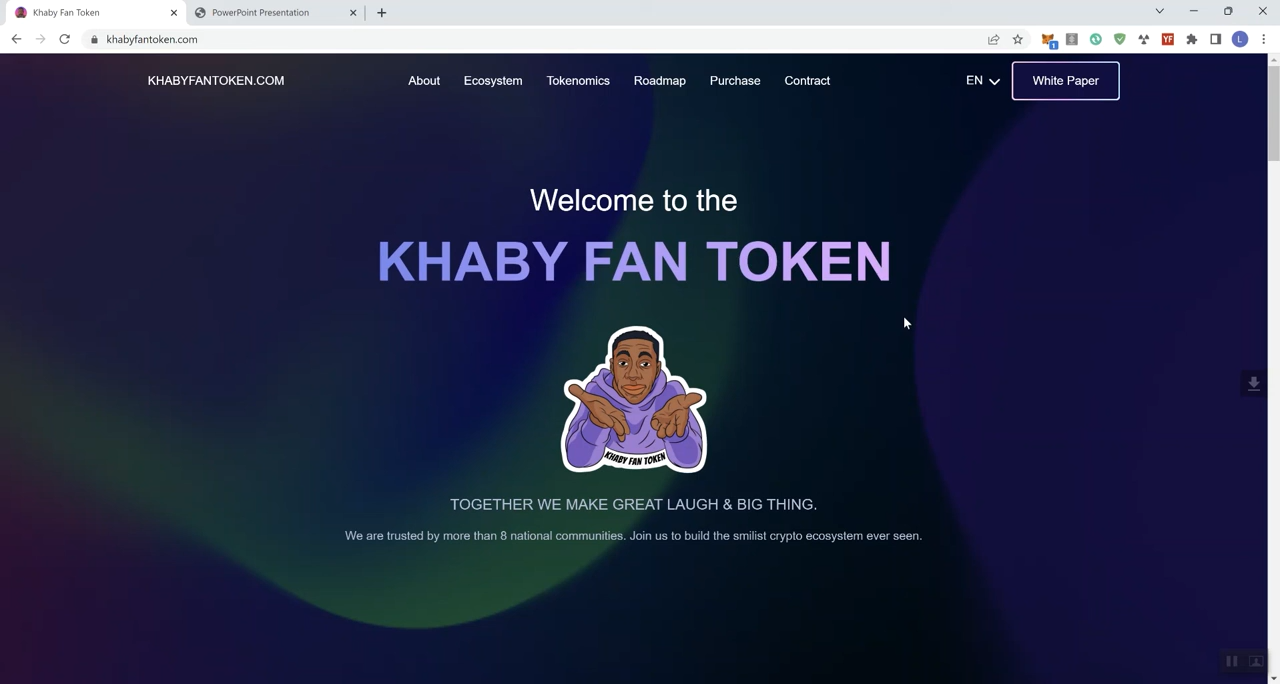 Khaby Fan Token
PowerPoint Presentation
khabyfantoken.com
1
YF
L
KHABYFANTOKEN.COM
About
Ecosystem
Tokenomics
Roadmap
Purchase
Contract
EN
White Paper
Welcome to the
KHABY FAN TOKEN
KHABY FAN TOKEN
TOGETHER WE MAKE GREAT LAUGH & BIG THING.
We are trusted by more than 8 national communities. Join us to build the smilist crypto ecosystem ever seen.